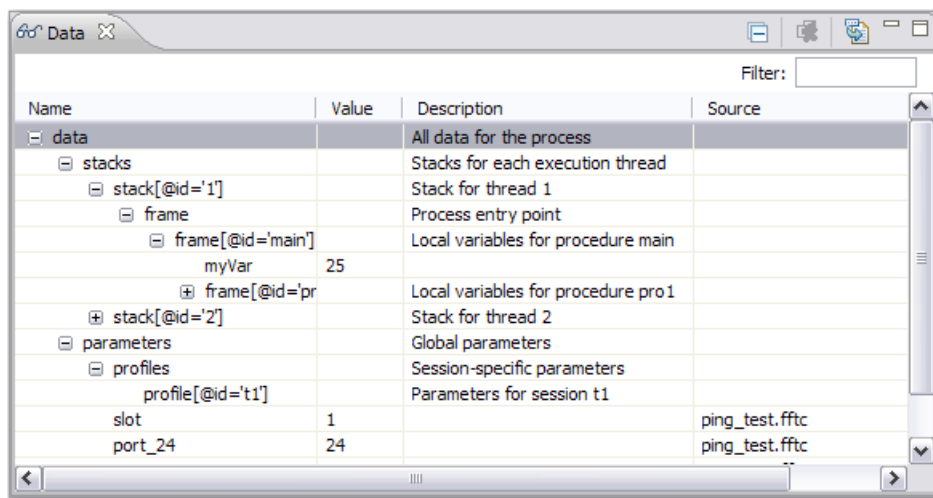 Data
Filter:
Name Value Description Source
data All data for the process
stacks Stacks for each execution thread
stack[@id='1'] Stack for thread 1
frame Process entry point
frame[@id='main'] Local variables for procedure main
myVar 25
frame[@id='pr Local variables for procedure pro1
stack[@id='2'] Stack for thread 2
parameters Global parameters
profiles Session-specific parameters
profile[@id='t1'] Parameters for session t1
slot 1 ping_test.fftc
port_24 24 ping_test.fftc